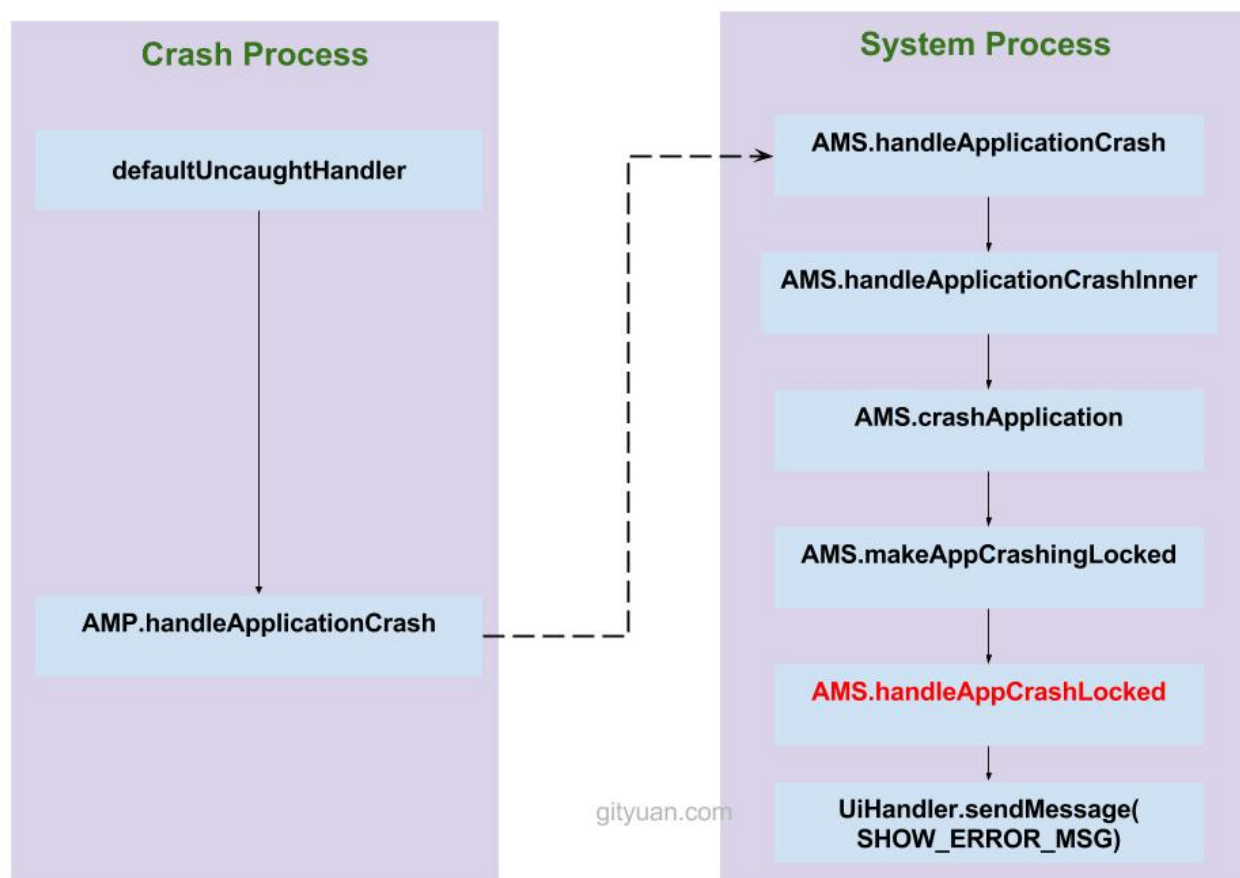 Crash Process
defaultUncaughtHandler
AMP.handleApplicationCrash
System Process
AMS.handleApplicationCrash
AMS.handleApplicationCrashInner
AMS.crashApplication
AMS.makeAppCrashingLocked
AMS.handleAppCrashLocked
UiHandler.sendMessage(
SHOW_ERROR_MSG)
gityuan.com